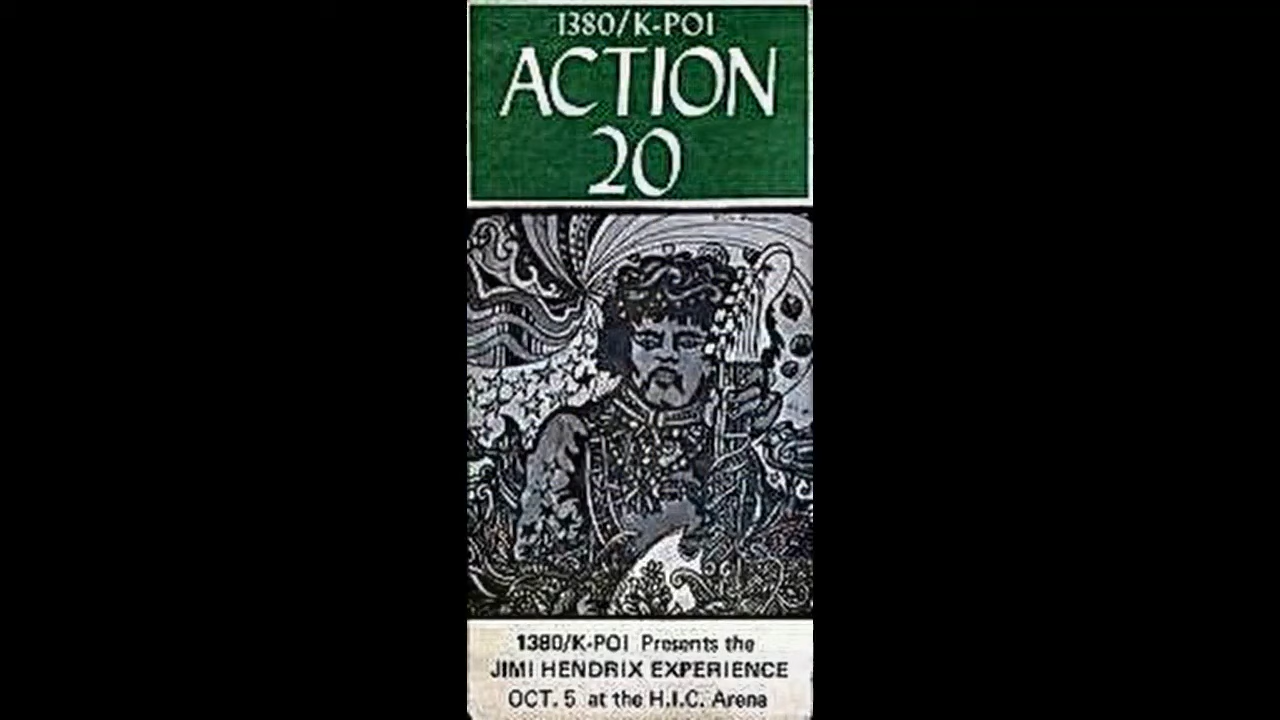 1380/K-POI
ACTION
20
1380/K-POI Presents the
JIMI HENDRIX EXPERIENCE
OCT. 5 at the H.I.C. Arena